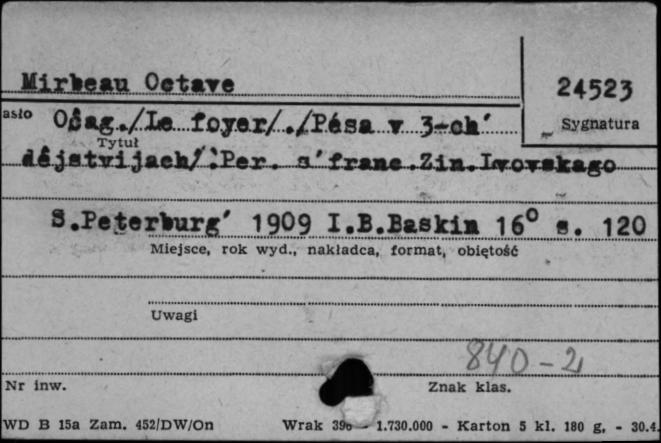 Mirbeau Octave
24523
asło Očag./Le foyer/./Pésa v 3-ch´
Sygnatura
Tytuł
dêjstvijach/.Per. s´franc.Zin.Lvovskago
S.Peterburg´ 1909 I.B.Baskin 16° s. 120
Miejsce, rok wyd., nakładca, format, objętość
Uwagi
840-2
Nr inw.
Znak klas.
WD B 15a Zam. 452/DW/On Wrak 396 - 1.730.000 - Karton 5 kl. 180 g, - 30.4.